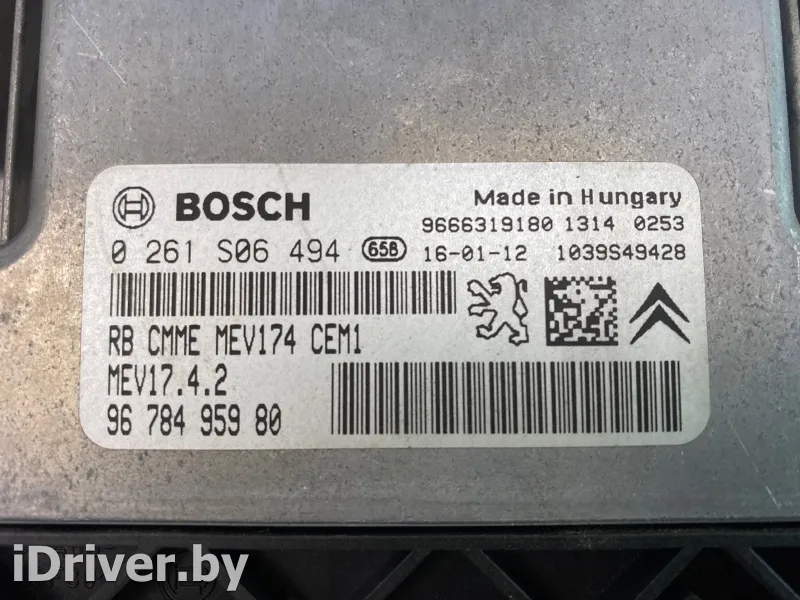 BOSCH
Made in Hungary
9666319180 1314 0253
0 261 S06 494 658 16-01-12 1039S49428
RB CMME MEV174 CEM1
MEV17.4.2
96 784 959 80
iDriver.by